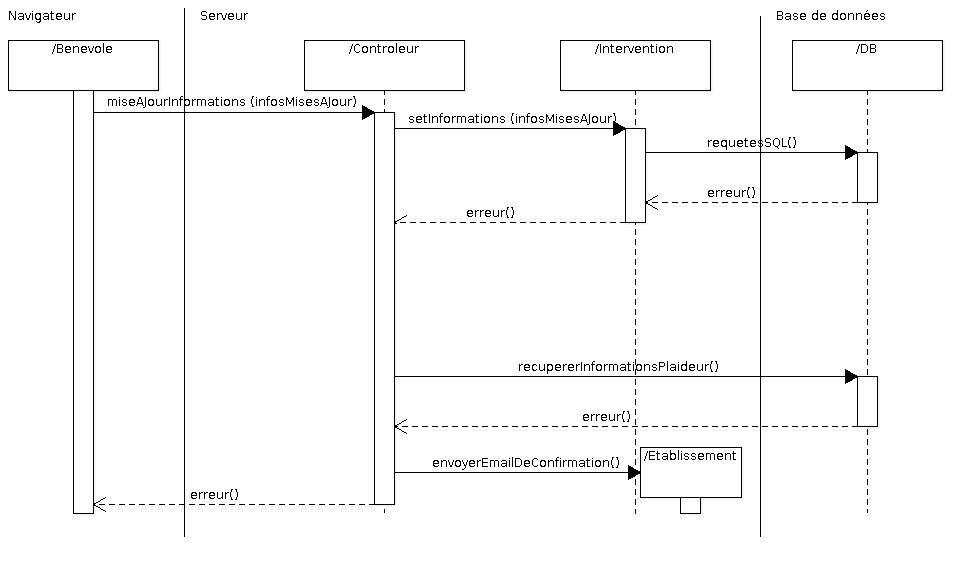 Navigateur
Serveur
Base de données
/Benevole
/Controleur
/Intervention
/DB
miseAJourInformations (infosMisesAJour)
setInformations (infosMisesAJour)
requetesSQL()
erreur()
erreur()
recupererInformationsPlaideur()
erreur()
/Etablissement
envoyerEmailDeConfirmation()
erreur()